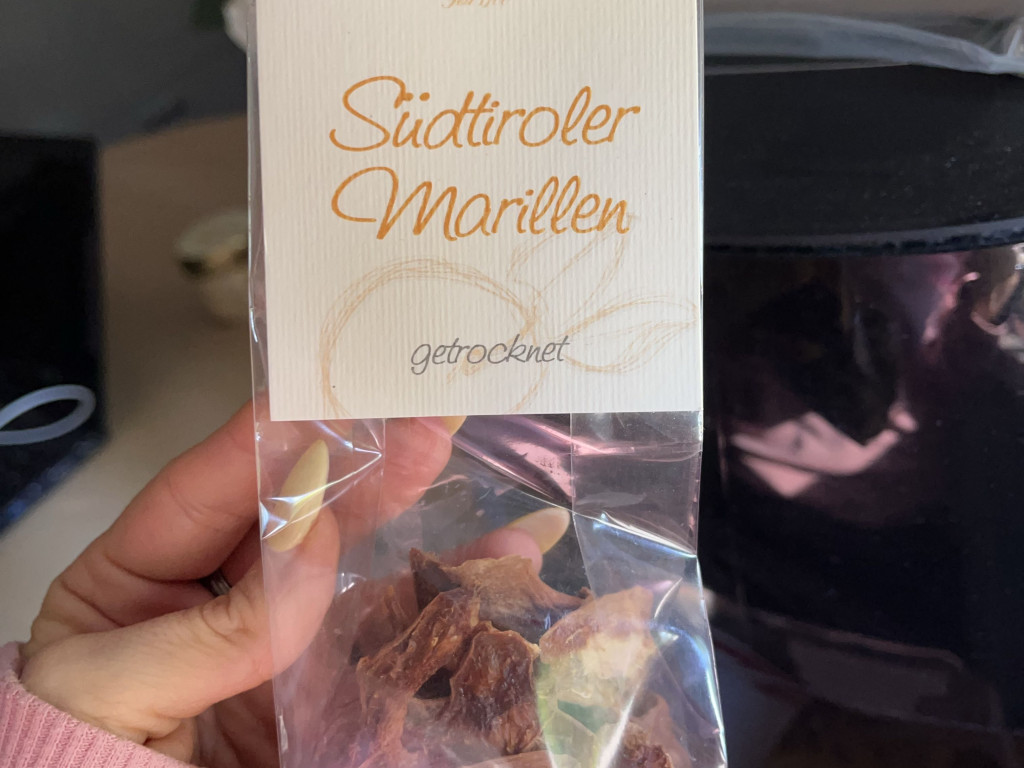 Südtiroler
Marillen
getrocknet